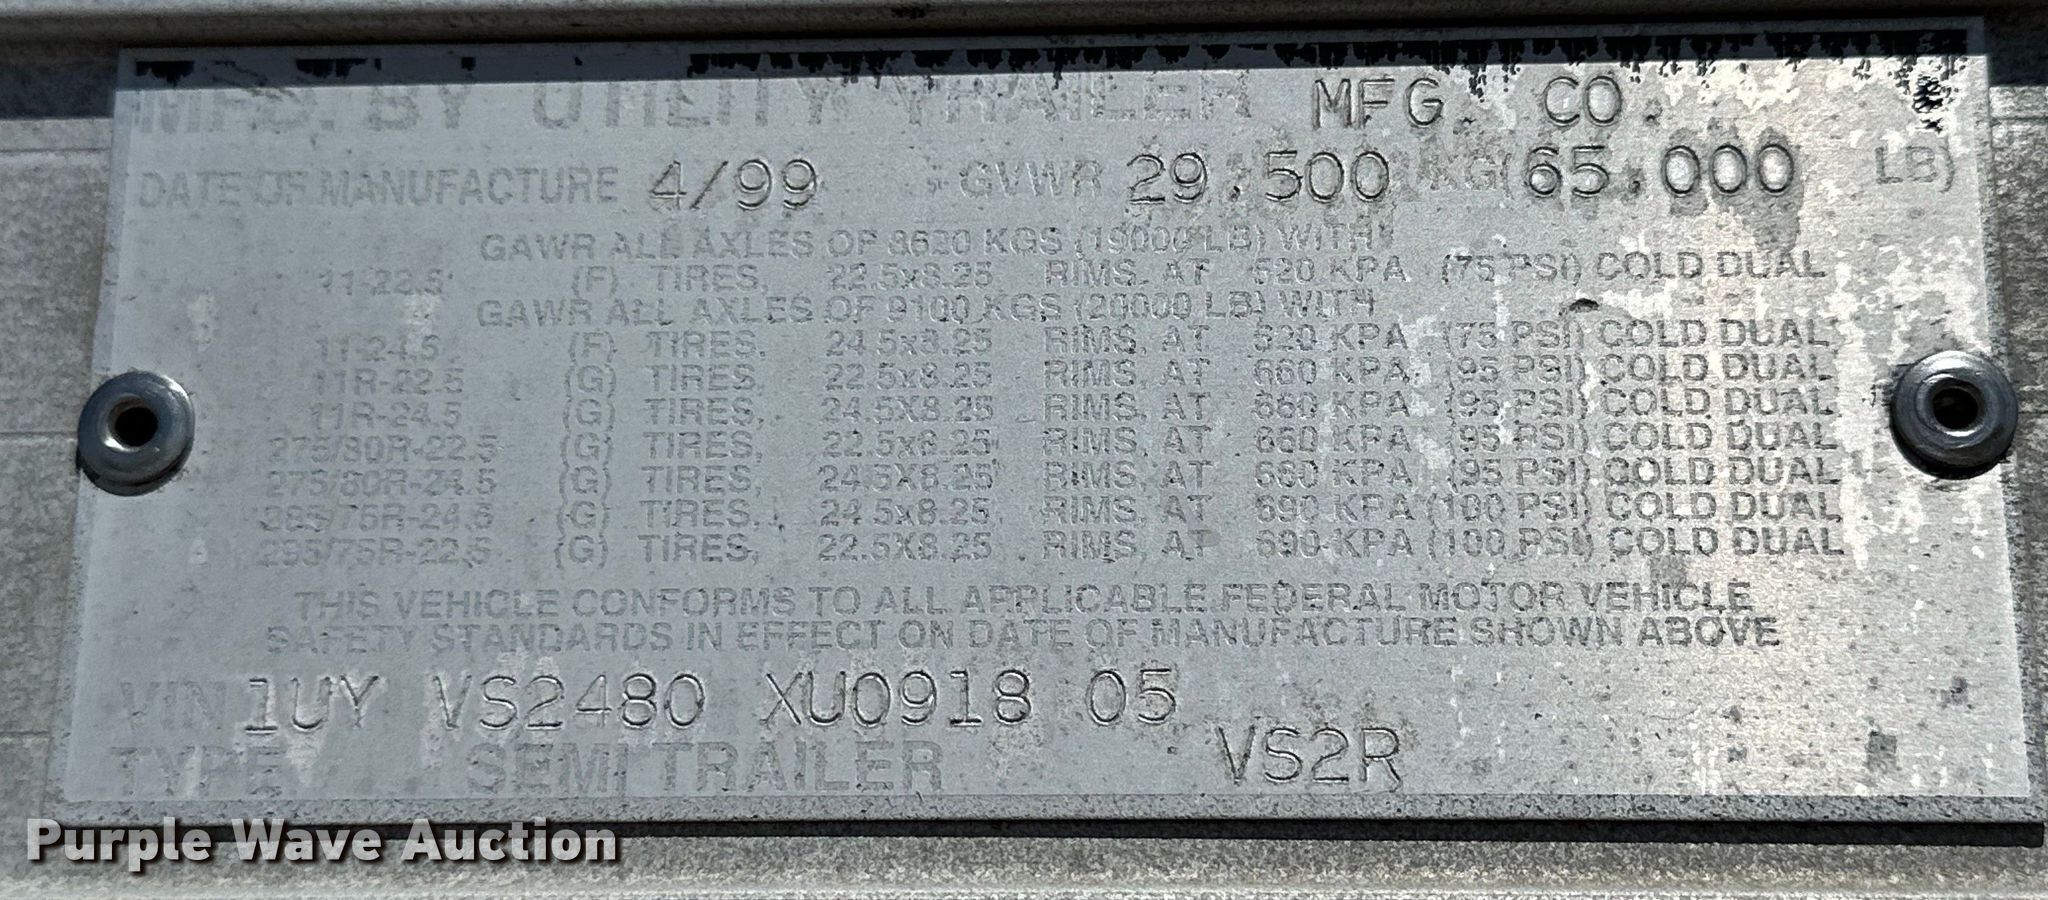 MFG. BY UTILITY TRAILER MFG. CO.
DATE OF MANUFACTURE 4/99 GVWR 29,500 KG(65,000 LB)
GAWR ALL AXLES OF 8620 KGS (19000 LB) WITH
11-22.5 (F) TIRES, 22.5x8.25 RIMS, AT 520 KPA (75 PSI) COLD DUAL
GAWR ALL AXLES OF 9100 KGS (20000 LB) WITH
11-24.5 (F) TIRES, 24.5x8.25 RIMS, AT 520 KPA (75 PSI) COLD DUAL
11R-22.5 (G) TIRES, 22.5x8.25 RIMS, AT 660 KPA (95 PSI) COLD DUAL
11R-24.5 (G) TIRES, 24.5X8.25 RIMS, AT 660 KPA (95 PSI) COLD DUAL
275/80R-22.5 (G) TIRES, 22.5x8.25 RIMS, AT 660 KPA (95 PSI) COLD DUAL
275/80R-24.5 (G) TIRES, 24.5X8.25 RIMS, AT 660 KPA (95 PSI) COLD DUAL
285/75R-24.5 (G) TIRES, 24.5x8.25 RIMS, AT 690 KPA (100 PSI) COLD DUAL
295/75R-22.5 (G) TIRES, 22.5X8.25 RIMS, AT 690 KPA (100 PSI) COLD DUAL
THIS VEHICLE CONFORMS TO ALL APPLICABLE FEDERAL MOTOR VEHICLE
SAFETY STANDARDS IN EFFECT ON DATE OF MANUFACTURE SHOWN ABOVE
VIN 1UY VS2480 XU0918 05
TYPE SEMI TRAILER VS2R
Purple Wave Auction